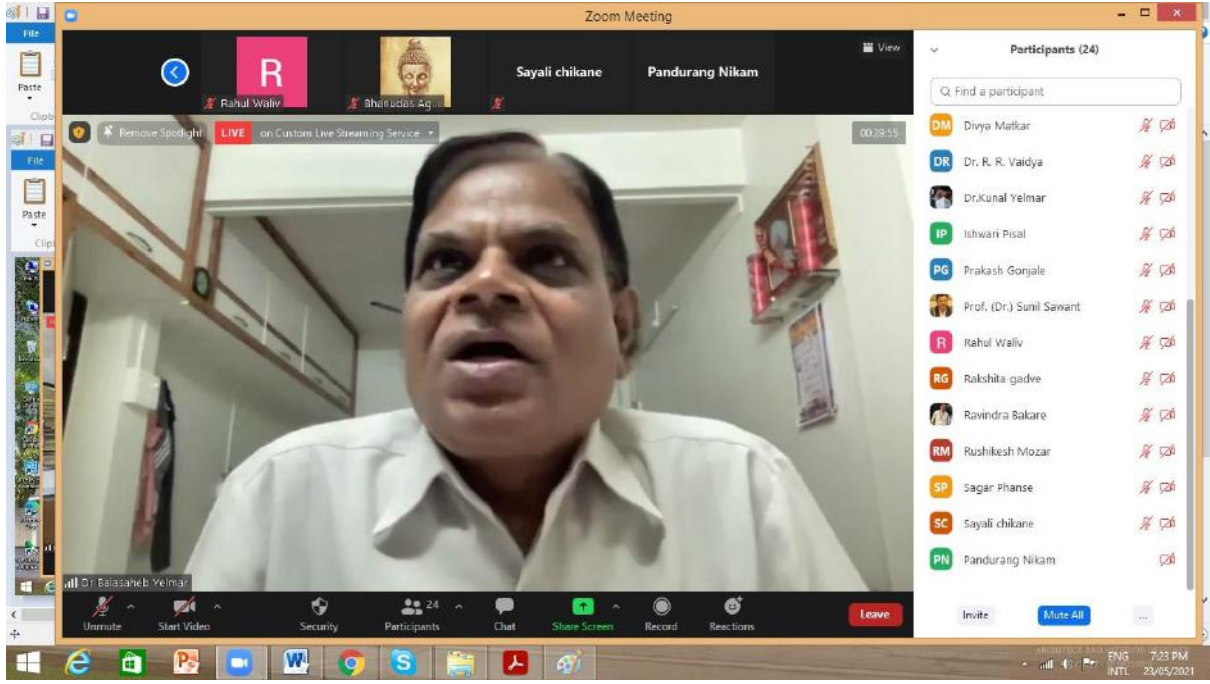 Zoom Meeting
File
Paste
File
Paste
View
R
Rahul Waliv
Bhanudas Ag...
Sayali chikane
Pandurang Nikam
Remove Spotlight
LIVE on Custom Live Streaming Service
00:29:55
Dr Balasaheb Yelmar
Participants (24)
Find a participant
DM Divya Matkar
DR Dr. R. R. Vaidya
Dr.Kunal Yelmar
IP Ishwari Pisal
PG Prakash Gonjale
Prof. (Dr.) Sunil Sawant
R Rahul Waliv
RG Rakshita gadve
Ravindra Bakare
RM Rushikesh Mozar
SP Sagar Phanse
SC Sayali chikane
PN Pandurang Nikam
Invite
Mute All
...
Unmute
Start Video
Security
24
Participants
Chat
Share Screen
Record
Reactions
Leave
ENG
INTL
7:23 PM
23/05/2021